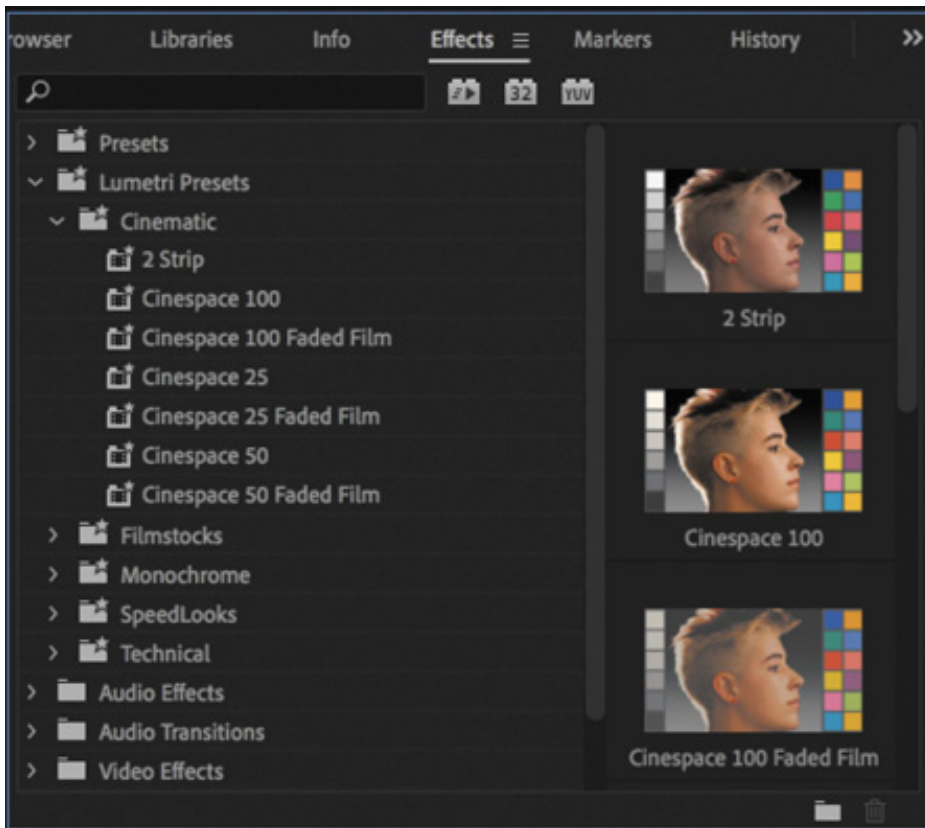 rowser Libraries Info Effects Markers History
32 YUV
Presets
Lumetri Presets
Cinematic
2 Strip
Cinespace 100
Cinespace 100 Faded Film
Cinespace 25
Cinespace 25 Faded Film
Cinespace 50
Cinespace 50 Faded Film
Filmstocks
Monochrome
SpeedLooks
Technical
Audio Effects
Audio Transitions
Video Effects
2 Strip
Cinespace 100
Cinespace 100 Faded Film